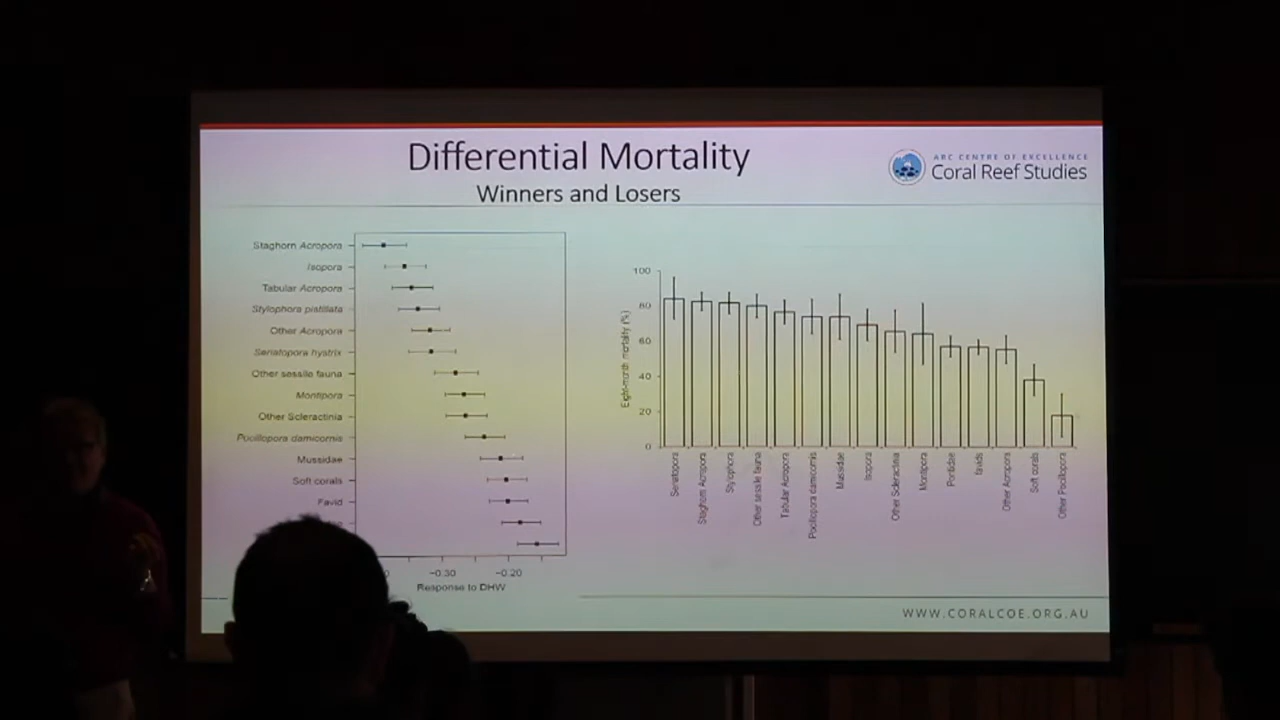 Differential Mortality
Winners and Losers
ARC CENTRE OF EXCELLENCE
Coral Reef Studies
Staghorn Acropora
Isopora
Tabular Acropora
Stylophora pistillata
Other Acropora
Seriatopora hystrix
Other sessile fauna
Montipora
Other Scleractinia
Pocillopora damicornis
Mussidae
Soft corals
Favid
-0.30
-0.20
Response to DHW
Eight-month mortality (%)
100
80
60
40
20
0
Seriatopora
Staghorn Acropora
Stylophora
Other sessile fauna
Tabular Acropora
Pocillopora damicornis
Mussidae
Isopora
Other Scleractinia
Montipora
Poritidae
favids
Other Acropora
Soft corals
Other Pocillopora
WWW.CORALCOE.ORG.AU